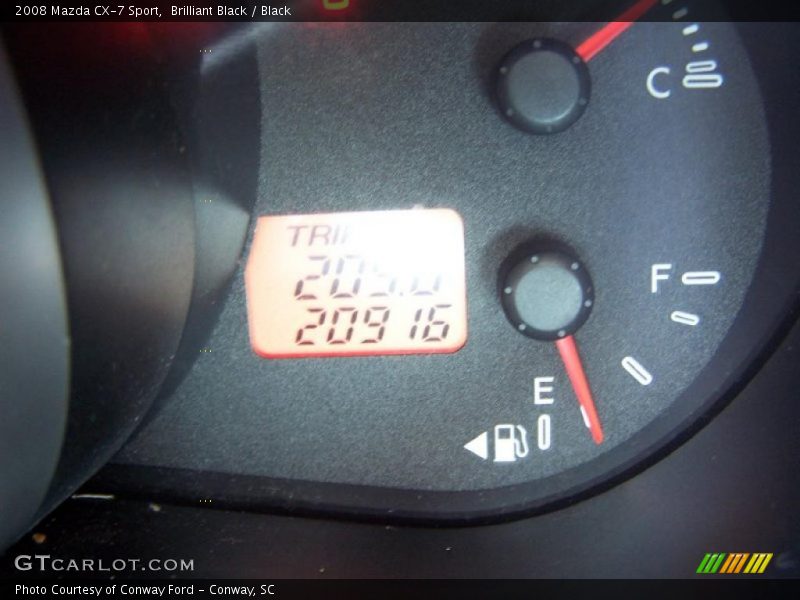 2008 Mazda CX-7 Sport,  Brilliant Black / Black
C
F
20916
E
GTCARLOT.COM
Photo Courtesy of Conway Ford - Conway, SC